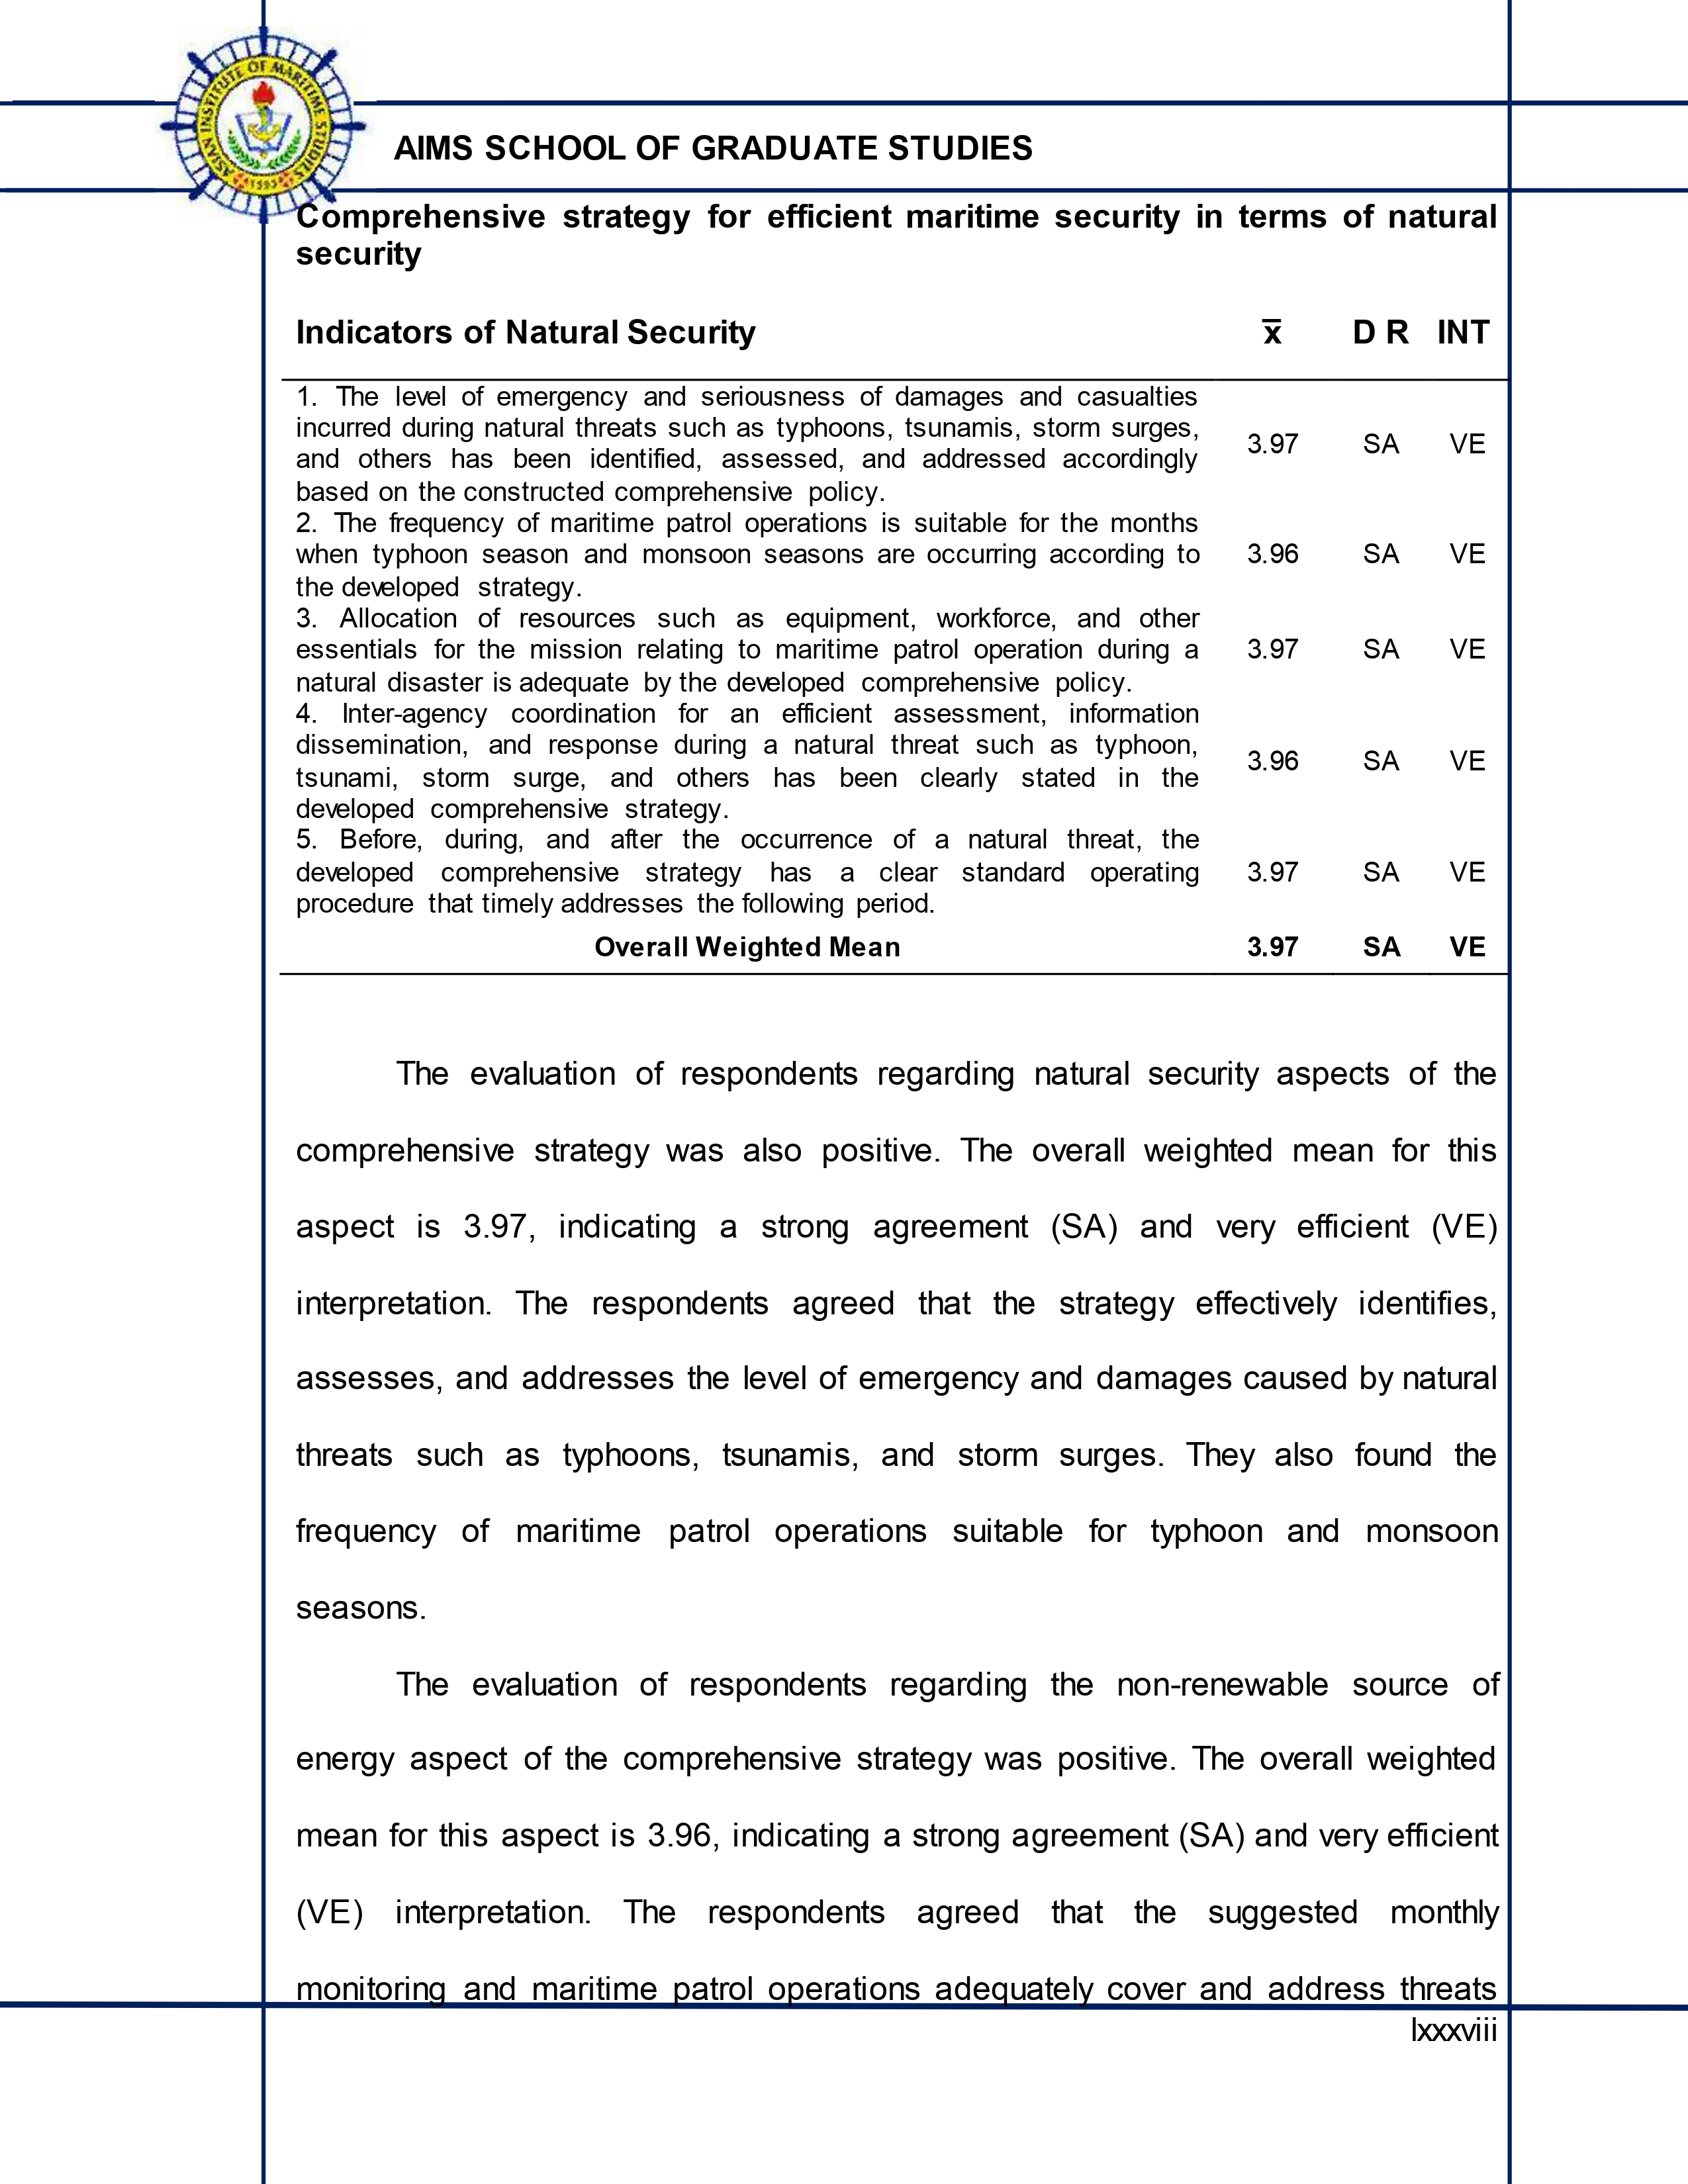 ASIAN INSTITUTE OF MARITIME STUDIES
1993
AIMS SCHOOL OF GRADUATE STUDIES
Comprehensive strategy for efficient maritime security in terms of natural
security
Indicators of Natural Security x̅ D R INT
1. The level of emergency and seriousness of damages and casualties
incurred during natural threats such as typhoons, tsunamis, storm surges,
and others has been identified, assessed, and addressed accordingly
based on the constructed comprehensive policy.
3.97 SA VE
2. The frequency of maritime patrol operations is suitable for the months
when typhoon season and monsoon seasons are occurring according to
the developed strategy.
3.96 SA VE
3. Allocation of resources such as equipment, workforce, and other
essentials for the mission relating to maritime patrol operation during a
natural disaster is adequate by the developed comprehensive policy.
3.97 SA VE
4. Inter-agency coordination for an efficient assessment, information
dissemination, and response during a natural threat such as typhoon,
tsunami, storm surge, and others has been clearly stated in the
developed comprehensive strategy.
3.96 SA VE
5. Before, during, and after the occurrence of a natural threat, the
developed comprehensive strategy has a clear standard operating
procedure that timely addresses the following period.
3.97 SA VE
Overall Weighted Mean 3.97 SA VE
The evaluation of respondents regarding natural security aspects of the
comprehensive strategy was also positive. The overall weighted mean for this
aspect is 3.97, indicating a strong agreement (SA) and very efficient (VE)
interpretation. The respondents agreed that the strategy effectively identifies,
assesses, and addresses the level of emergency and damages caused by natural
threats such as typhoons, tsunamis, and storm surges. They also found the
frequency of maritime patrol operations suitable for typhoon and monsoon
seasons.
The evaluation of respondents regarding the non-renewable source of
energy aspect of the comprehensive strategy was positive. The overall weighted
mean for this aspect is 3.96, indicating a strong agreement (SA) and very efficient
(VE) interpretation. The respondents agreed that the suggested monthly
monitoring and maritime patrol operations adequately cover and address threats
lxxxviii